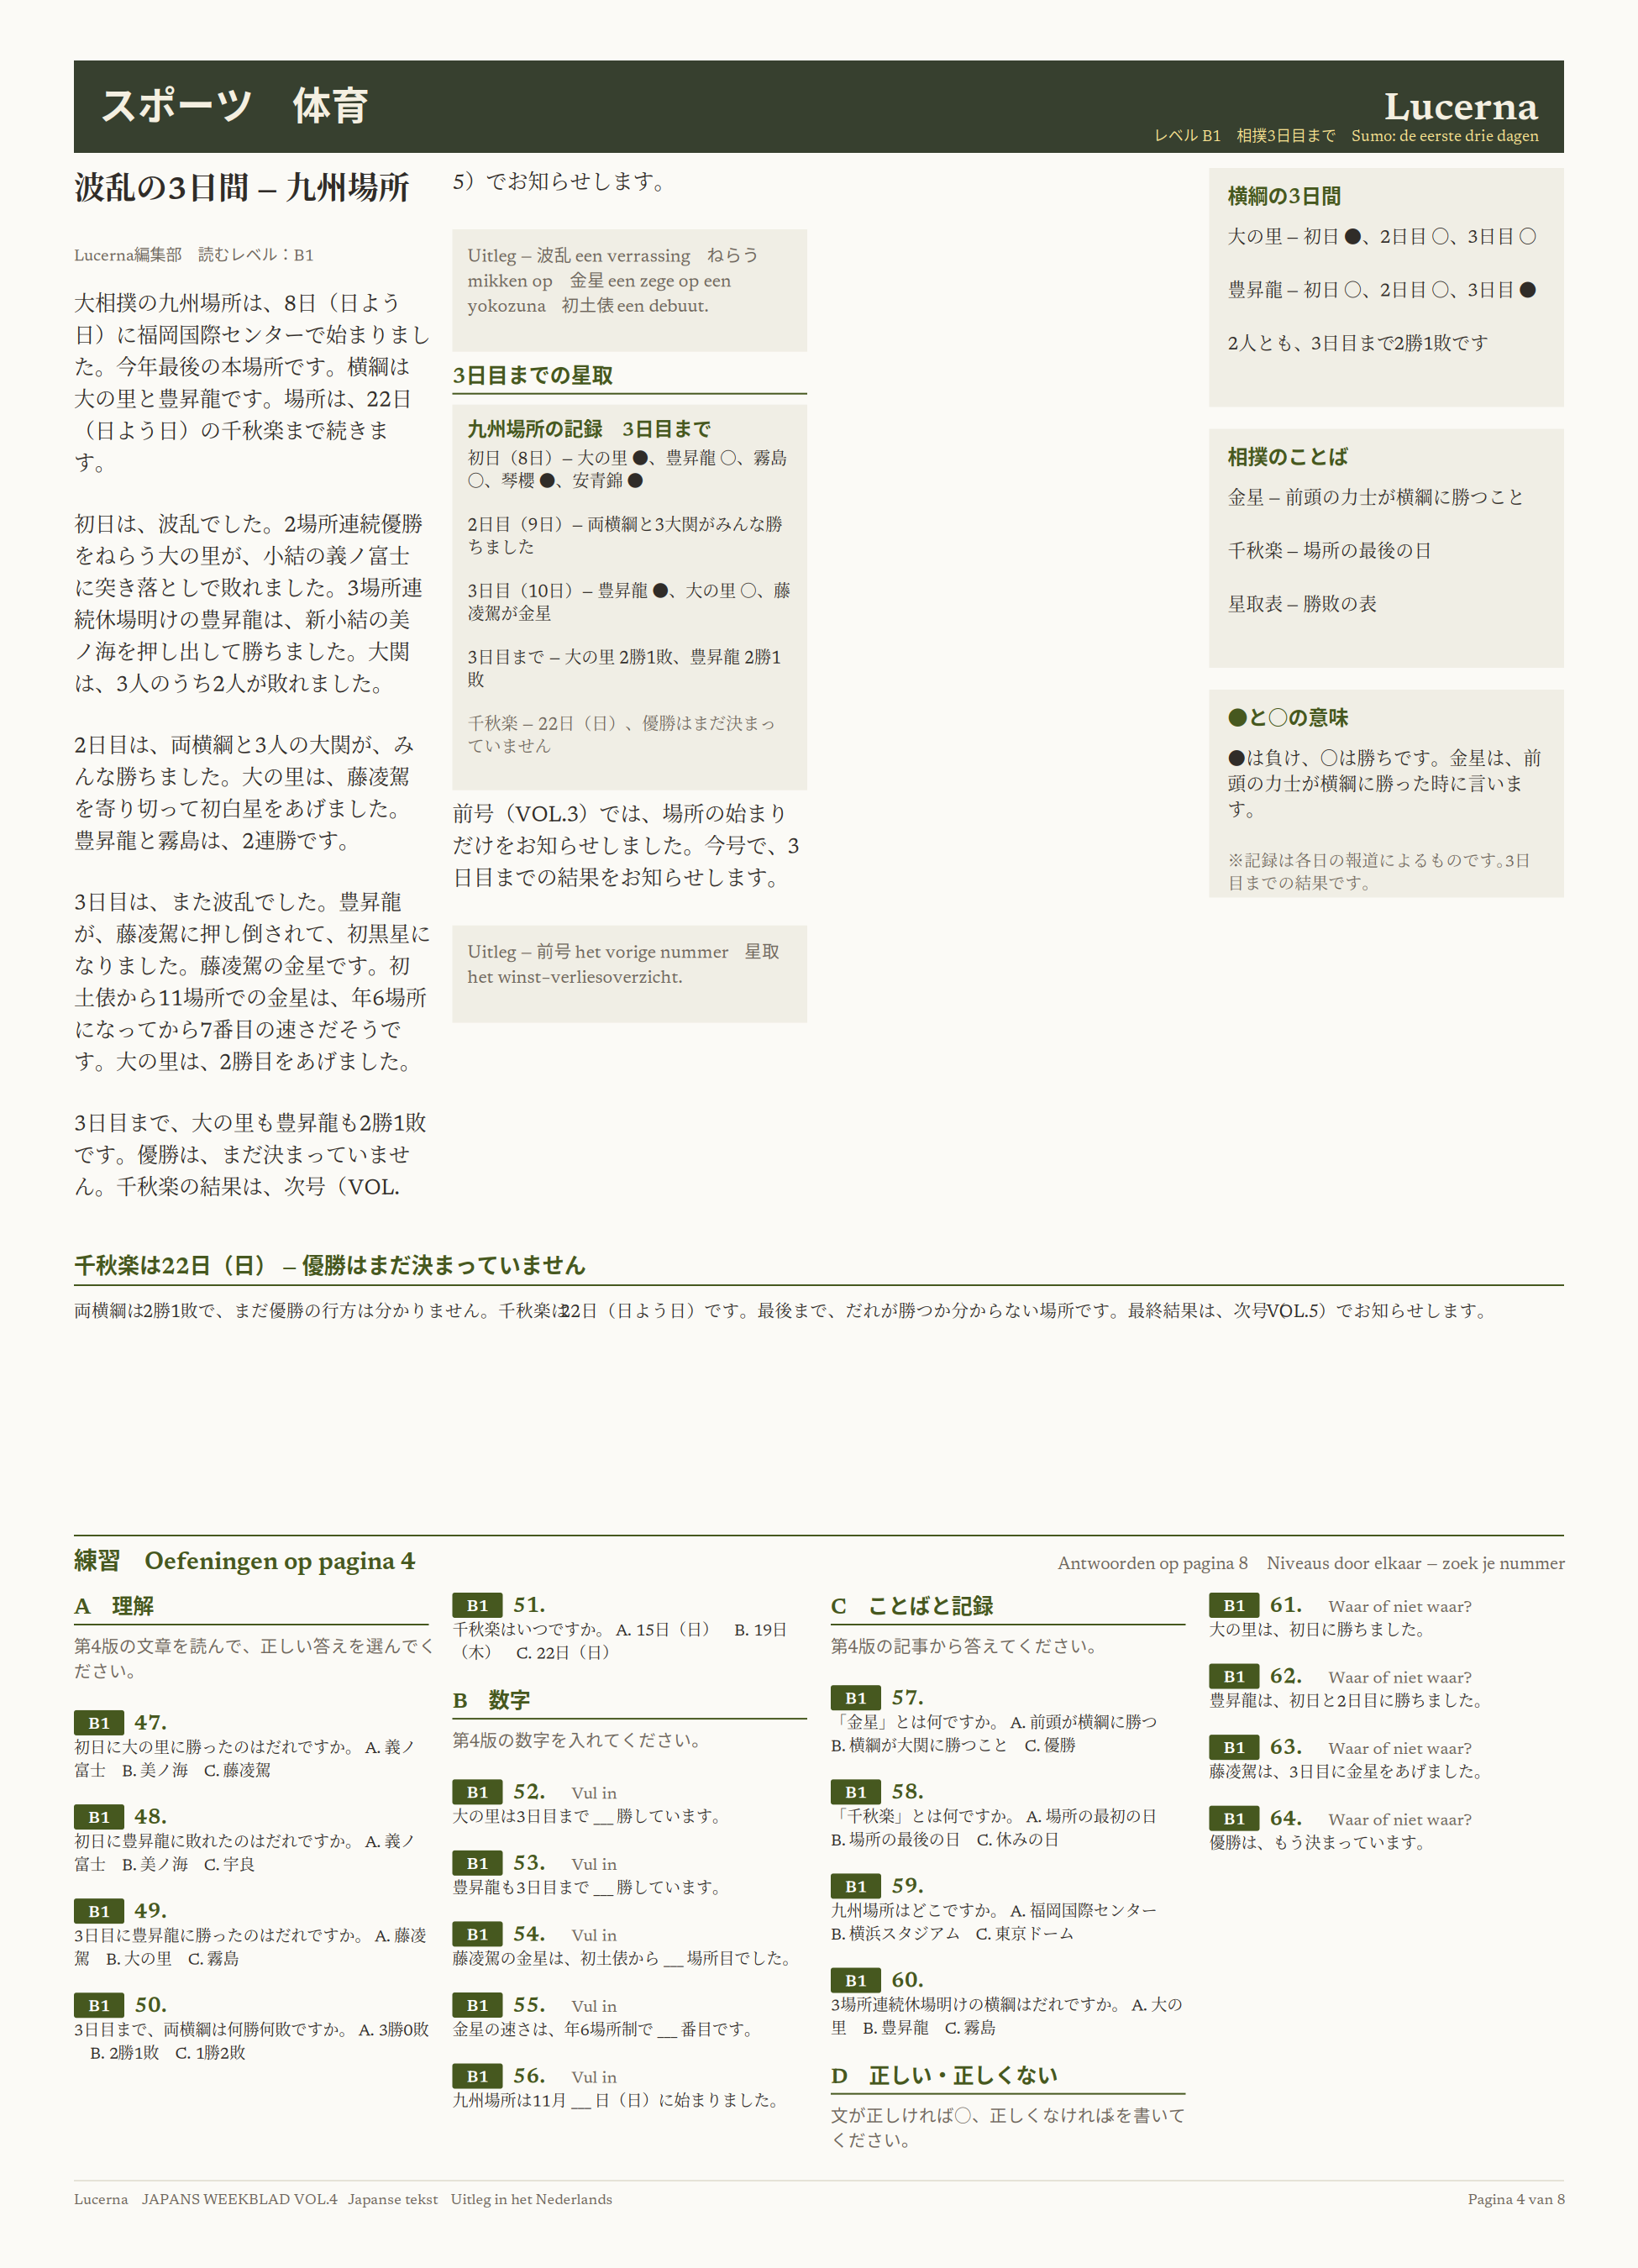 スポーツ　体育
Lucerna
レベル B1　相撲3日目まで　Sumo: de eerste drie dagen
波乱の3日間 – 九州場所
Lucerna編集部　読むレベル：B1
大相撲の九州場所は、8日（日よう
日）に福岡国際センターで始まりまし
た。今年最後の本場所です。横綱は
大の里と豊昇龍です。場所は、22日
（日よう日）の千秋楽まで続きま
す。
初日は、波乱でした。2場所連続優勝
をねらう大の里が、小結の義ノ富士
に突き落としで敗れました。3場所連
続休場明けの豊昇龍は、新小結の美
ノ海を押し出して勝ちました。大関
は、3人のうち2人が敗れました。
2日目は、両横綱と3人の大関が、み
んな勝ちました。大の里は、藤凌駕
を寄り切って初白星をあげました。
豊昇龍と霧島は、2連勝です。
3日目は、また波乱でした。豊昇龍
が、藤凌駕に押し倒されて、初黒星に
なりました。藤凌駕の金星です。初
土俵から11場所での金星は、年6場所
になってから7番目の速さだそうで
す。大の里は、2勝目をあげました。
3日目まで、大の里も豊昇龍も2勝1敗
です。優勝は、まだ決まっていませ
ん。千秋楽の結果は、次号（VOL.
5）でお知らせします。
Uitleg – 波乱 een verrassing　ねらう
mikken op　金星 een zege op een
yokozuna　初土俵 een debuut.
3日目までの星取
九州場所の記録　3日目まで
初日（8日）– 大の里 ●、豊昇龍 ○、霧島
○、琴櫻 ●、安青錦 ●
2日目（9日）– 両横綱と3大関がみんな勝
ちました
3日目（10日）– 豊昇龍 ●、大の里 ○、藤
凌駕が金星
3日目まで – 大の里 2勝1敗、豊昇龍 2勝1
敗
千秋楽 – 22日（日）、優勝はまだ決まっ
ていません
前号（VOL.3）では、場所の始まり
だけをお知らせしました。今号で、3
日目までの結果をお知らせします。
Uitleg – 前号 het vorige nummer　星取
het winst-verliesoverzicht.
横綱の3日間
大の里 – 初日 ●、2日目 ○、3日目 ○
豊昇龍 – 初日 ○、2日目 ○、3日目 ●
2人とも、3日目まで2勝1敗です
相撲のことば
金星 – 前頭の力士が横綱に勝つこと
千秋楽 – 場所の最後の日
星取表 – 勝敗の表
●と○の意味
●は負け、○は勝ちです。金星は、前
頭の力士が横綱に勝った時に言いま
す。
※記録は各日の報道によるものです。3日
目までの結果です。
千秋楽は22日（日） – 優勝はまだ決まっていません
両横綱は2勝1敗で、まだ優勝の行方は分かりません。千秋楽は22日（日よう日）です。最後まで、だれが勝つか分からない場所です。最終結果は、次号（VOL.5）でお知らせします。
練習　Oefeningen op pagina 4
Antwoorden op pagina 8　Niveaus door elkaar – zoek je nummer
A　理解
第4版の文章を読んで、正しい答えを選んでく
ださい。
B1 47.
初日に大の里に勝ったのはだれですか。 A. 義ノ
富士　B. 美ノ海　C. 藤凌駕
B1 48.
初日に豊昇龍に敗れたのはだれですか。 A. 義ノ
富士　B. 美ノ海　C. 宇良
B1 49.
3日目に豊昇龍に勝ったのはだれですか。 A. 藤凌
駕　B. 大の里　C. 霧島
B1 50.
3日目まで、両横綱は何勝何敗ですか。 A. 3勝0敗
B. 2勝1敗　C. 1勝2敗
B1 51.
千秋楽はいつですか。 A. 15日（日）　B. 19日
（木）　C. 22日（日）
B　数字
第4版の数字を入れてください。
B1 52. Vul in
大の里は3日目まで ___ 勝しています。
B1 53. Vul in
豊昇龍も3日目まで ___ 勝しています。
B1 54. Vul in
藤凌駕の金星は、初土俵から ___ 場所目でした。
B1 55. Vul in
金星の速さは、年6場所制で ___ 番目です。
B1 56. Vul in
九州場所は11月 ___ 日（日）に始まりました。
C　ことばと記録
第4版の記事から答えてください。
B1 57.
「金星」とは何ですか。 A. 前頭が横綱に勝つ
B. 横綱が大関に勝つこと　C. 優勝
B1 58.
「千秋楽」とは何ですか。 A. 場所の最初の日
B. 場所の最後の日　C. 休みの日
B1 59.
九州場所はどこですか。 A. 福岡国際センター
B. 横浜スタジアム　C. 東京ドーム
B1 60.
3場所連続休場明けの横綱はだれですか。 A. 大の
里　B. 豊昇龍　C. 霧島
D　正しい・正しくない
文が正しければ○、正しくなければを書いて
ください。
B1 61. Waar of niet waar?
大の里は、初日に勝ちました。
B1 62. Waar of niet waar?
豊昇龍は、初日と2日目に勝ちました。
B1 63. Waar of niet waar?
藤凌駕は、3日目に金星をあげました。
B1 64. Waar of niet waar?
優勝は、もう決まっています。
Lucerna　JAPANS WEEKBLAD VOL.4　Japanse tekst　Uitleg in het Nederlands
Pagina 4 van 8